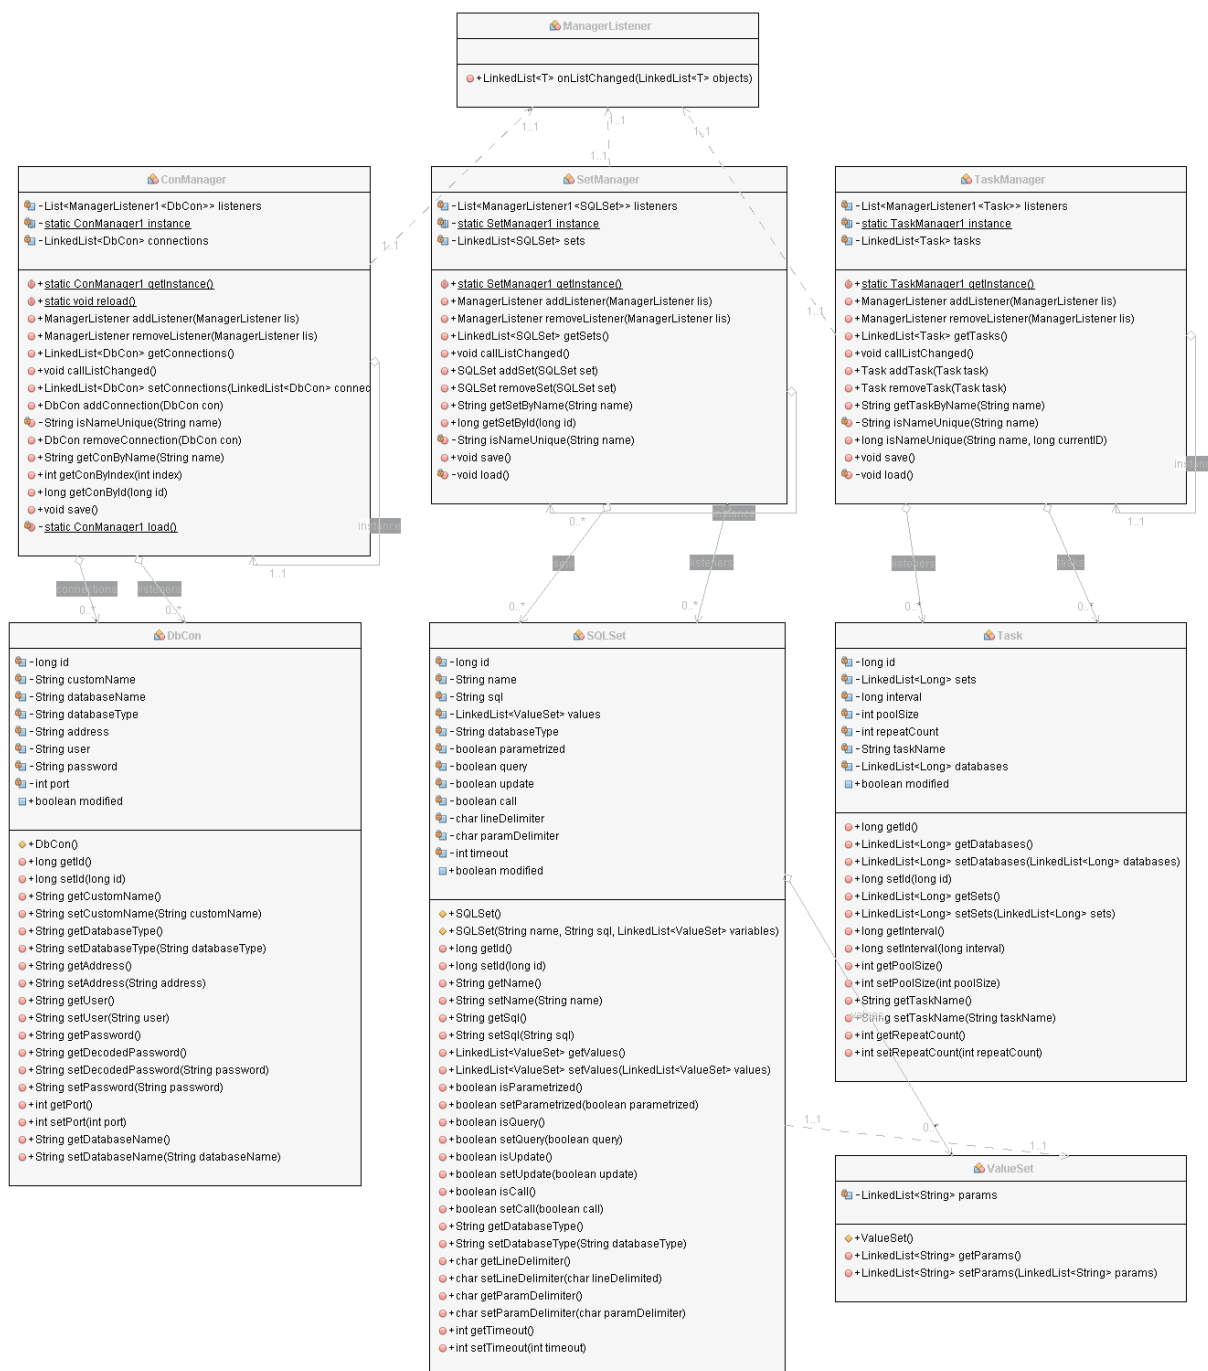 ManagerListener
+LinkedList<T> onListChanged(LinkedList<T> objects)
1..1
1..1
1..1
1..1
1..1
1..1
1..1
ConManager
-List<ManagerListener1<DbCon>> listeners
-static ConManager1 instance
-LinkedList<DbCon> connections
+static ConManager1 getInstance()
+static void reload()
+ManagerListener addListener(ManagerListener lis)
+ManagerListener removeListener(ManagerListener lis)
+LinkedList<DbCon> getConnections()
+void callListChanged()
+LinkedList<DbCon> setConnections(LinkedList<DbCon> connec
+DbCon addConnection(DbCon con)
-String isNameUnique(String name)
+DbCon removeConnection(DbCon con)
+String getConByName(String name)
+int getConByIndex(int index)
+long getConById(long id)
+void save()
-static ConManager1 load()
instance
1..1
SetManager
-List<ManagerListener1<SQLSet>> listeners
-static SetManager1 instance
-LinkedList<SQLSet> sets
+static SetManager1 getInstance()
+ManagerListener addListener(ManagerListener lis)
+ManagerListener removeListener(ManagerListener lis)
+LinkedList<SQLSet> getSets()
+void callListChanged()
+SQLSet addSet(SQLSet set)
+SQLSet removeSet(SQLSet set)
+String getSetByName(String name)
+long getSetById(long id)
-String isNameUnique(String name)
+void save()
-void load()
instance
0..*
TaskManager
-List<ManagerListener1<Task>> listeners
-static TaskManager1 instance
-LinkedList<Task> tasks
+static TaskManager1 getInstance()
+ManagerListener addListener(ManagerListener lis)
+ManagerListener removeListener(ManagerListener lis)
+LinkedList<Task> getTasks()
+void callListChanged()
+Task addTask(Task task)
+Task removeTask(Task task)
+String getTaskByName(String name)
-String isNameUnique(String name)
+long isNameUnique(String name, long currentID)
+void save()
-void load()
1..1
connections
listeners
0..*
0..*
sets
listeners
0..*
0..*
listeners
tasks
0..*
0..*
DbCon
-long id
-String customName
-String databaseName
-String databaseType
-String address
-String user
-String password
-int port
+boolean modified
+DbCon()
+long getId()
+long setId(long id)
+String getCustomName()
+String setCustomName(String customName)
+String getDatabaseType()
+String setDatabaseType(String databaseType)
+String getAddress()
+String setAddress(String address)
+String getUser()
+String setUser(String user)
+String getPassword()
+String getDecodedPassword()
+String setDecodedPassword(String password)
+String setPassword(String password)
+int getPort()
+int setPort(int port)
+String getDatabaseName()
+String setDatabaseName(String databaseName)
SQLSet
-long id
-String name
-String sql
-LinkedList<ValueSet> values
-String databaseType
-boolean parametrized
-boolean query
-boolean update
-boolean call
-char lineDelimiter
-char paramDelimiter
-int timeout
+boolean modified
+SQLSet()
+SQLSet(String name, String sql, LinkedList<ValueSet> variables)
+long getId()
+long setId(long id)
+String getName()
+String setName(String name)
+String getSql()
+String setSql(String sql)
+LinkedList<ValueSet> getValues()
+LinkedList<ValueSet> setValues(LinkedList<ValueSet> values)
+boolean isParametrized()
+boolean setParametrized(boolean parametrized)
+boolean isQuery()
+boolean setQuery(boolean query)
+boolean isUpdate()
+boolean setUpdate(boolean update)
+boolean isCall()
+boolean setCall(boolean call)
+String getDatabaseType()
+String setDatabaseType(String databaseType)
+char getLineDelimiter()
+char setLineDelimiter(char lineDelimited)
+char getParamDelimiter()
+char setParamDelimiter(char paramDelimiter)
+int getTimeout()
+int setTimeout(int timeout)
Task
-long id
-LinkedList<Long> sets
-long interval
-int poolSize
-int repeatCount
-String taskName
-LinkedList<Long> databases
+boolean modified
+long getId()
+LinkedList<Long> getDatabases()
+LinkedList<Long> setDatabases(LinkedList<Long> databases)
+long setId(long id)
+LinkedList<Long> getSets()
+LinkedList<Long> setSets(LinkedList<Long> sets)
+long getInterval()
+long setInterval(long interval)
+int getPoolSize()
+int setPoolSize(int poolSize)
+String getTaskName()
+String setTaskName(String taskName)
+int getRepeatCount()
+int setRepeatCount(int repeatCount)
values
0..*
1..1
1..1
ValueSet
-LinkedList<String> params
+ValueSet()
+LinkedList<String> getParams()
+LinkedList<String> setParams(LinkedList<String> params)